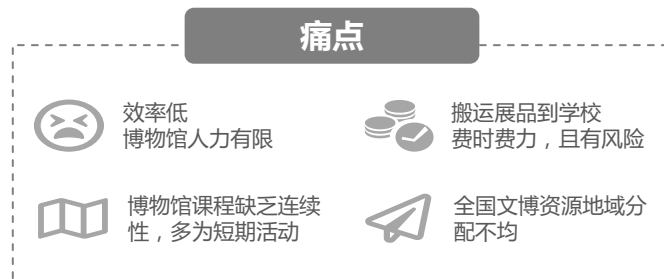 痛点
效率低
博物馆人力有限
搬运展品到学校
费时费力，且有风险
博物馆课程缺乏连续
性，多为短期活动
全国文博资源地域分
配不均